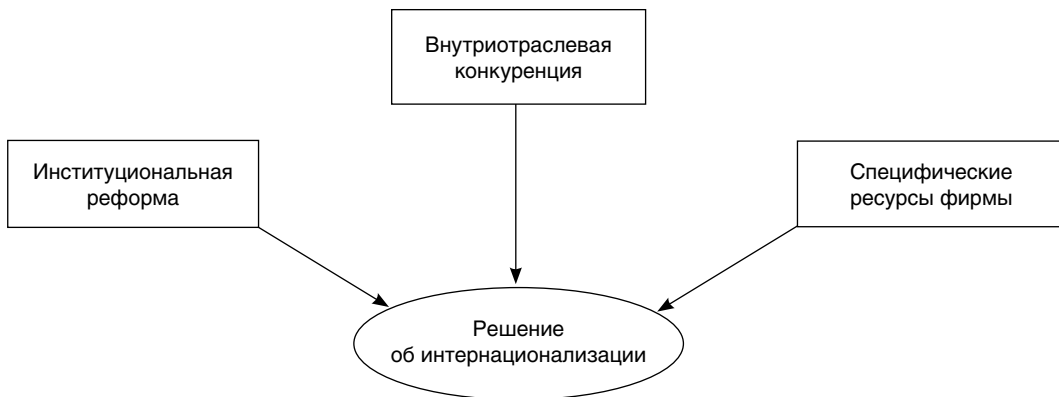 Внутриотраслевая
конкуренция
Институциональная
реформа
Специфические
ресурсы фирмы
Решение
об интернационализации